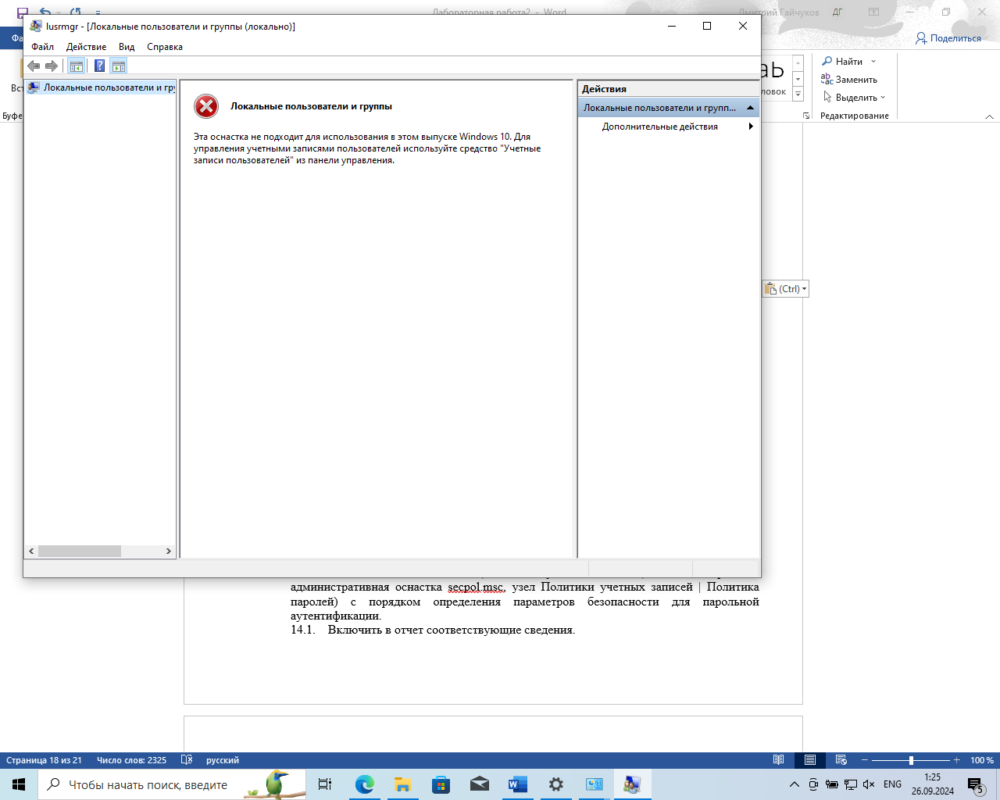 Лабораторная работа2 - Word
Дмитрий Гайчуков
ДГ
lusrmgr - [Локальные пользователи и группы (локально)]
Файл Действие Вид Справка
Поделиться
Локальные пользователи и гру
Локальные пользователи и группы
Эта оснастка не подходит для использования в этом выпуске Windows 10. Для
управления учетными записями пользователей используйте средство "Учетные
записи пользователей" из панели управления.
Действия
Локальные пользователи и групп...
Дополнительные действия
Найти
Заменить
Выделить
Редактирование
(Ctrl)
административная оснастка secpol.msc, узел Политики учетных записей | Политика
паролей) с порядком определения параметров безопасности для парольной
аутентификации.
14.1. Включить в отчет соответствующие сведения.
Страница 18 из 21 Число слов: 2325 русский
100 %
Чтобы начать поиск, введите
ENG
1:25
26.09.2024
5